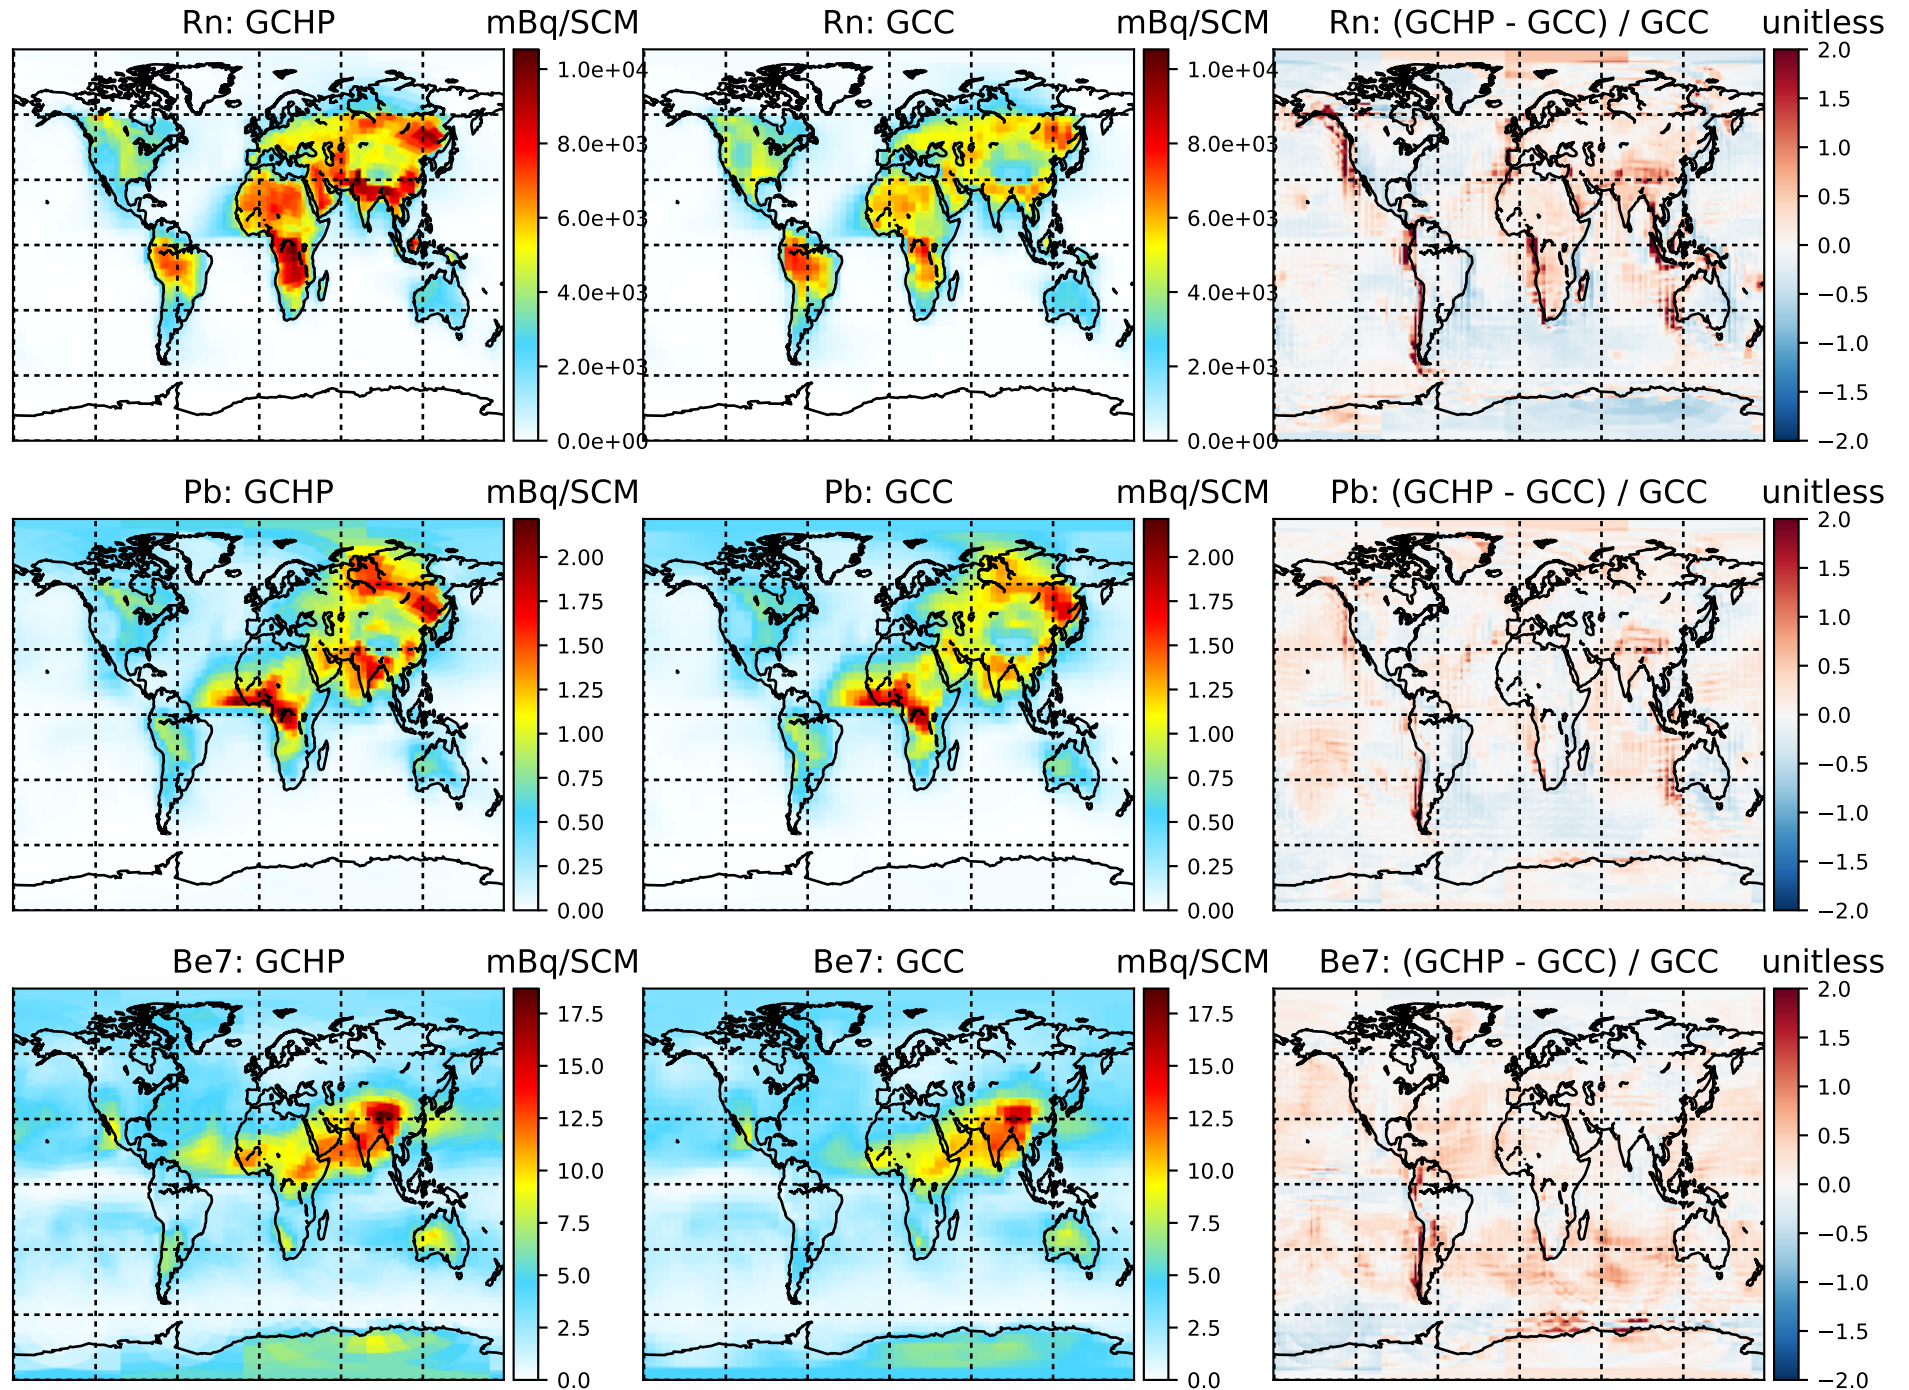 Rn: GCHP
mBq/SCM
Rn: GCC
mBq/SCM
Rn: (GCHP - GCC) / GCC
unitless
1.0e+04
8.0e+03
6.0e+03
4.0e+03
2.0e+03
0.0e+00
1.0e+04
8.0e+03
6.0e+03
4.0e+03
2.0e+03
0.0e+00
2.0
1.5
1.0
0.5
0.0
−0.5
−1.0
−1.5
−2.0
Pb: GCHP
mBq/SCM
Pb: GCC
mBq/SCM
Pb: (GCHP - GCC) / GCC
unitless
2.00
1.75
1.50
1.25
1.00
0.75
0.50
0.25
0.00
2.00
1.75
1.50
1.25
1.00
0.75
0.50
0.25
0.00
2.0
1.5
1.0
0.5
0.0
−0.5
−1.0
−1.5
−2.0
Be7: GCHP
mBq/SCM
Be7: GCC
mBq/SCM
Be7: (GCHP - GCC) / GCC
unitless
17.5
15.0
12.5
10.0
7.5
5.0
2.5
0.0
17.5
15.0
12.5
10.0
7.5
5.0
2.5
0.0
2.0
1.5
1.0
0.5
0.0
−0.5
−1.0
−1.5
−2.0